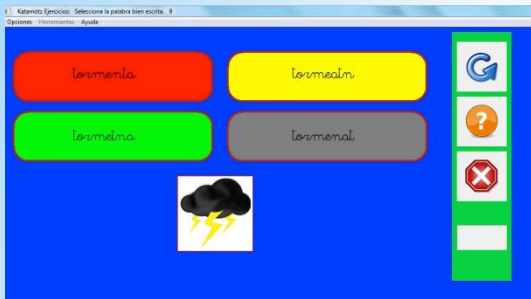 Katamotz Ejercicios: Selecciona la palabra bien escrita. 9
Opciones Herramientas Ayuda
tormenta tormeatn
tormetna tormenat
?